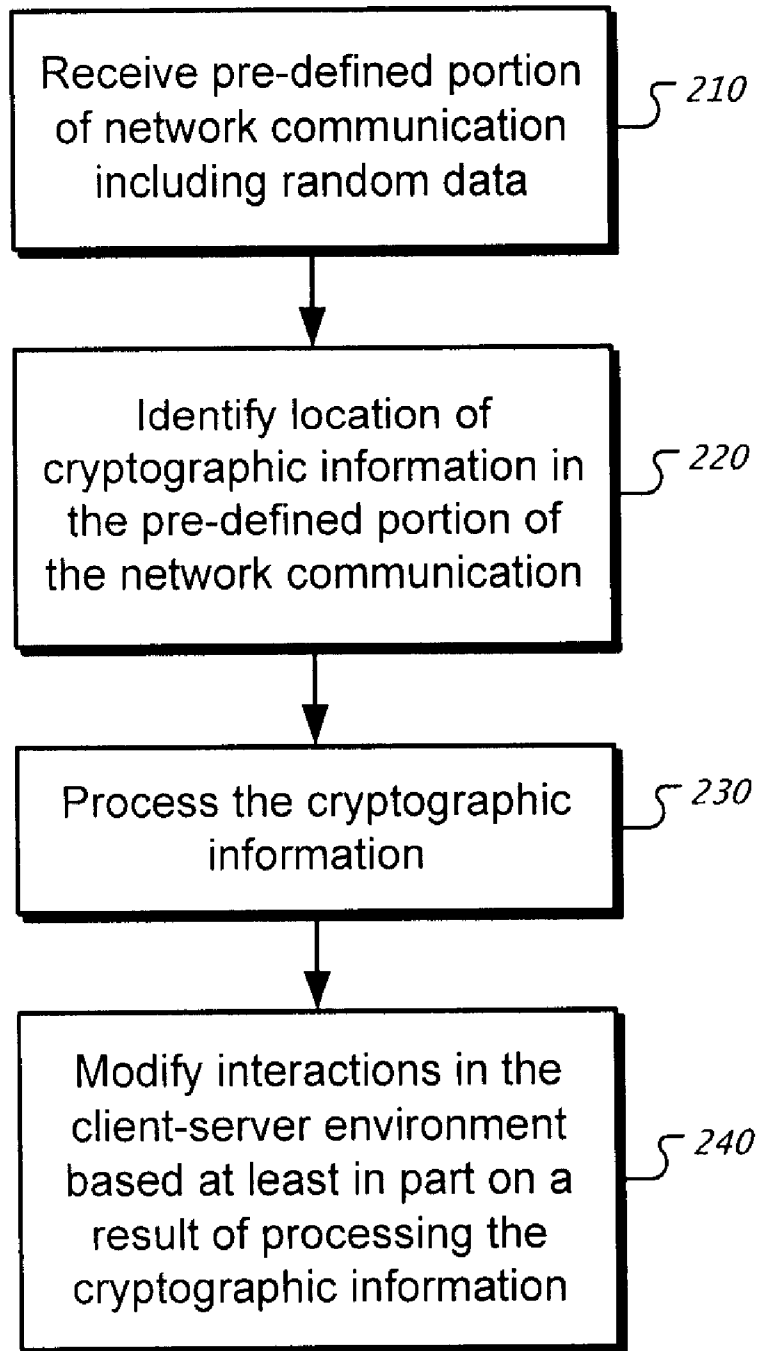 Receive pre-defined portion
of network communication
including random data
210
Identify location of
cryptographic information in
the pre-defined portion of
the network communication
220
Process the cryptographic
information
230
Modify interactions in the
client-server environment
based at least in part on a
result of processing the
cryptographic information
240